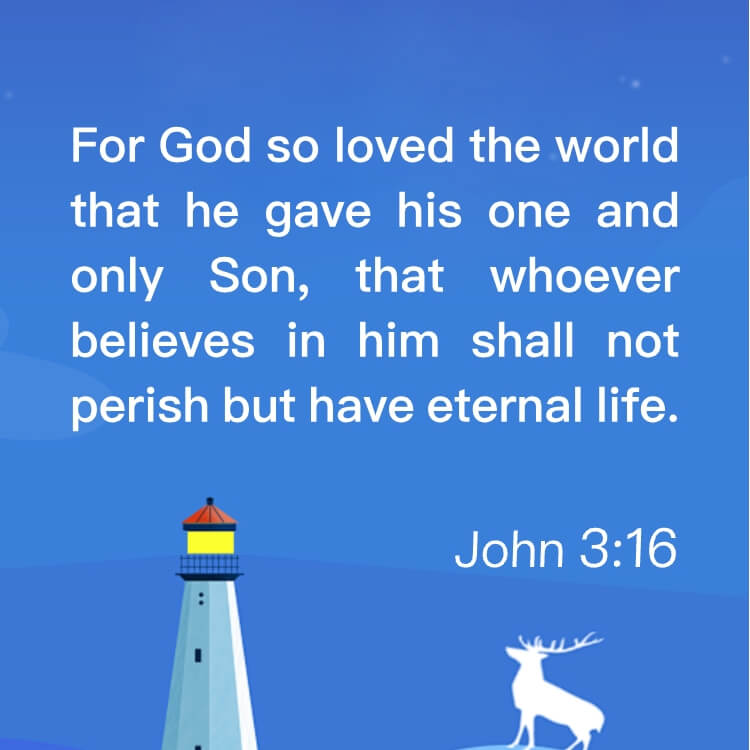 For God so loved the world
that he gave his one and
only Son, that whoever
believes in him shall not
perish but have eternal life.
John 3:16